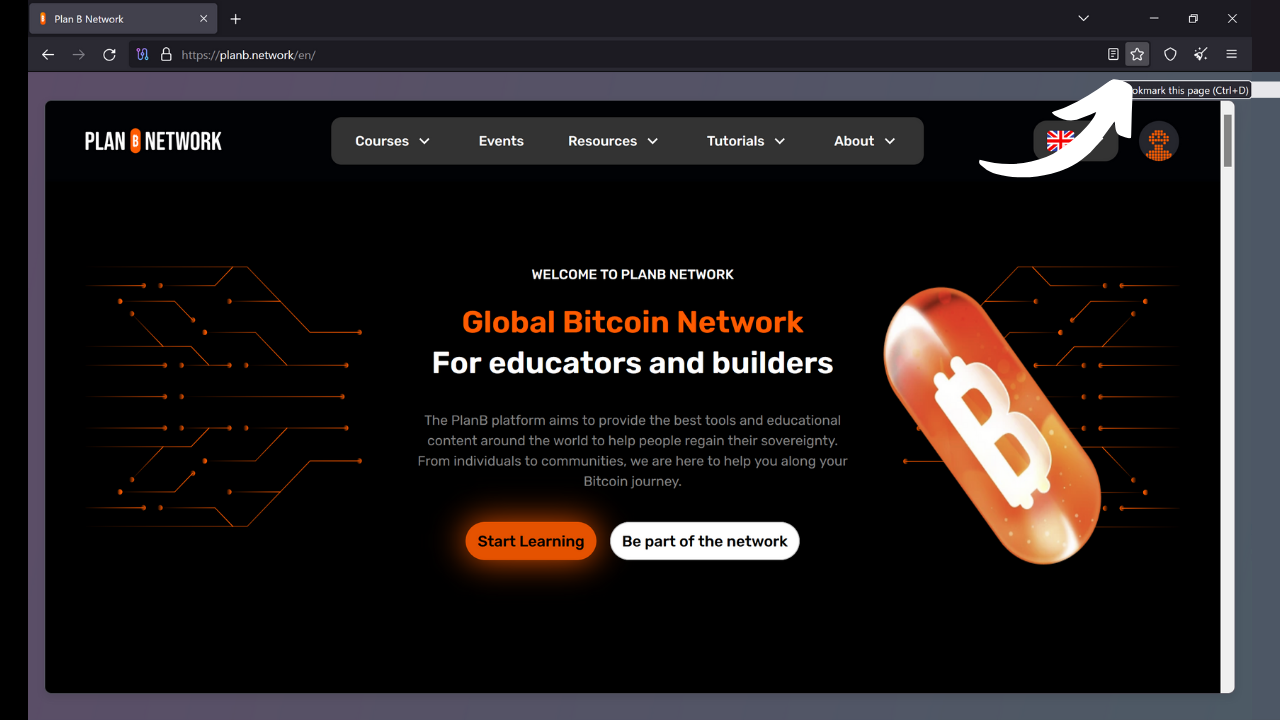 Plan B Network
https://planb.network/en/
okmark this page (Ctrl+D)
PLAN B NETWORK
Courses
Events
Resources
Tutorials
About
WELCOME TO PLANB NETWORK
Global Bitcoin Network
For educators and builders
The PlanB platform aims to provide the best tools and educational
content around the world to help people regain their sovereignty.
From individuals to communities, we are here to help you along your
Bitcoin journey.
Start Learning
Be part of the network